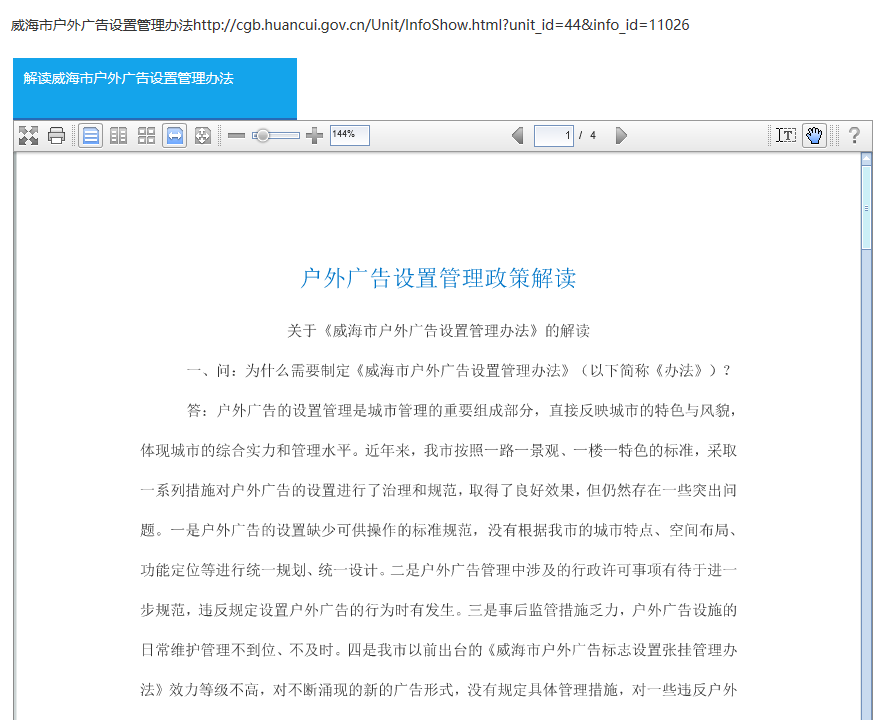 威海市户外广告设置管理办法http://cgb.huancui.gov.cn/Unit/InfoShow.html?unit_id=44&info_id=11026
解读威海市户外广告设置管理办法
144%
1 / 4
T
?
户外广告设置管理政策解读
关于《威海市户外广告设置管理办法》的解读
一、问：为什么需要制定《威海市户外广告设置管理办法》（以下简称《办法》）？
答：户外广告的设置管理是城市管理的重要组成部分，直接反映城市的特色与风貌，
体现城市的综合实力和管理水平。近年来，我市按照一路一景观、一楼一特色的标准，采取
一系列措施对户外广告的设置进行了治理和规范，取得了良好效果，但仍然存在一些突出问
题。一是户外广告的设置缺少可供操作的标准规范，没有根据我市的城市特点、空间布局、
功能定位等进行统一规划、统一设计。二是户外广告管理中涉及的行政许可事项有待于进一
步规范，违反规定设置户外广告的行为时有发生。三是事后监管措施乏力，户外广告设施的
日常维护管理不到位、不及时。四是我市以前出台的《威海市户外广告标志设置张挂管理办
法》效力等级不高，对不断涌现的新的广告形式，没有规定具体管理措施，对一些违反户外